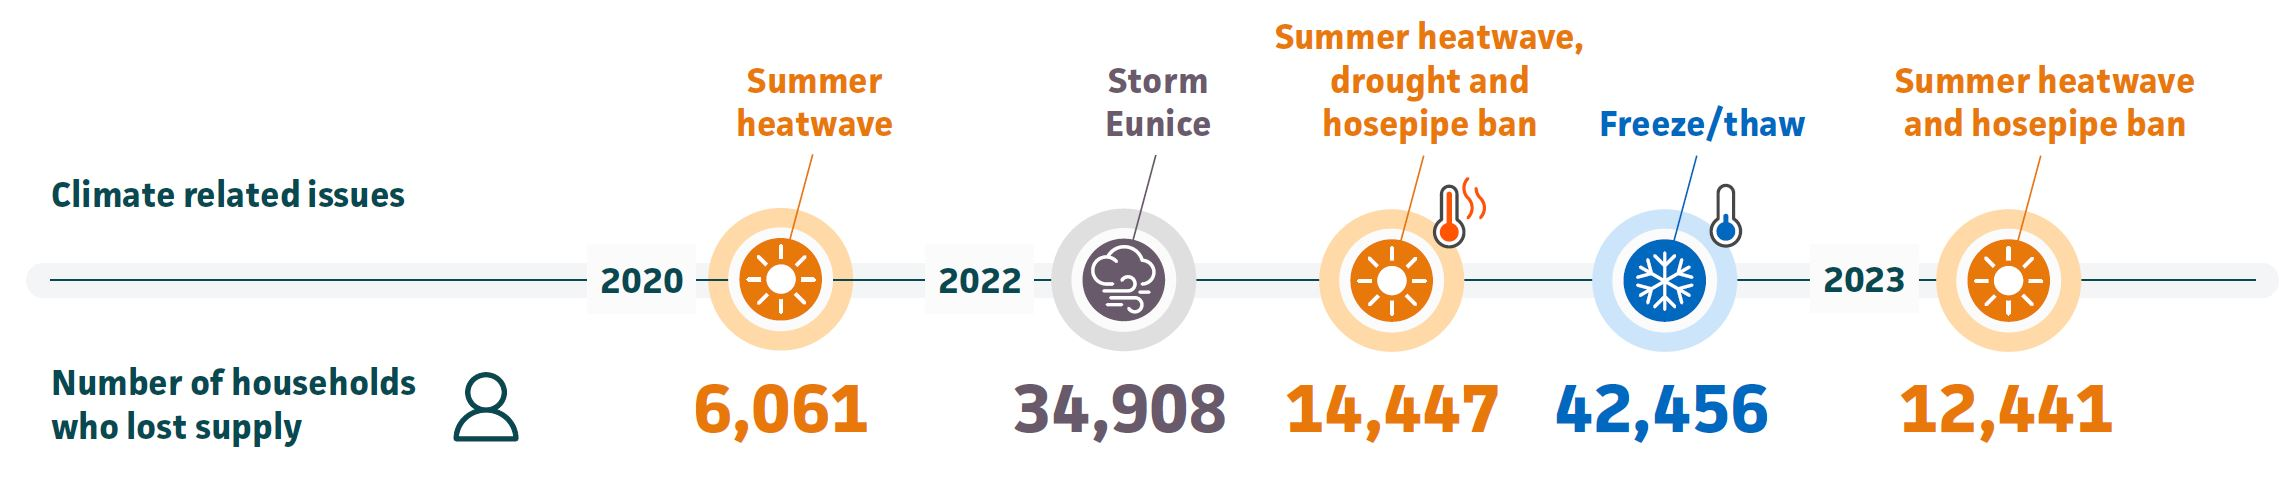 Climate related issues
2020
Summer
heatwave
2022
Storm
Eunice
Summer heatwave,
drought and
hosepipe ban
Freeze/thaw
2023
Summer heatwave
and hosepipe ban
Number of households
who lost supply
6,061
34,908
14,447
42,456
12,441